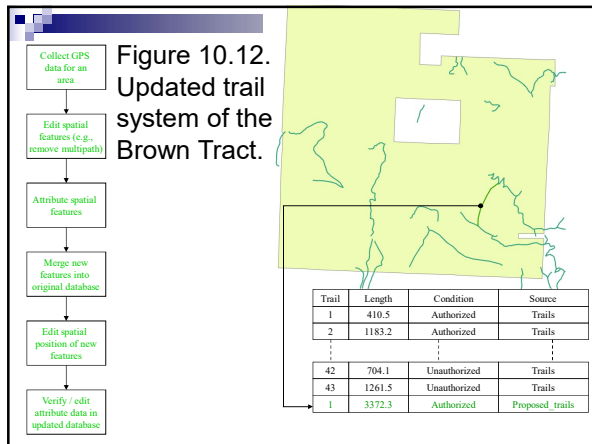 Figure 10.12.
Updated trail
system of the
Brown Tract.
Collect GPS
data for an
area
Edit spatial
features (e.g.,
remove multipath)
Attribute spatial
features
Merge new
features into
original database
Edit spatial
position of new
features
Verify / edit
attribute data in
updated database
Trail Length Condition Source
1 410.5 Authorized Trails
2 1183.2 Authorized Trails
42 704.1 Unauthorized Trails
43 1261.5 Unauthorized Trails
1 3372.3 Authorized Proposed_trails